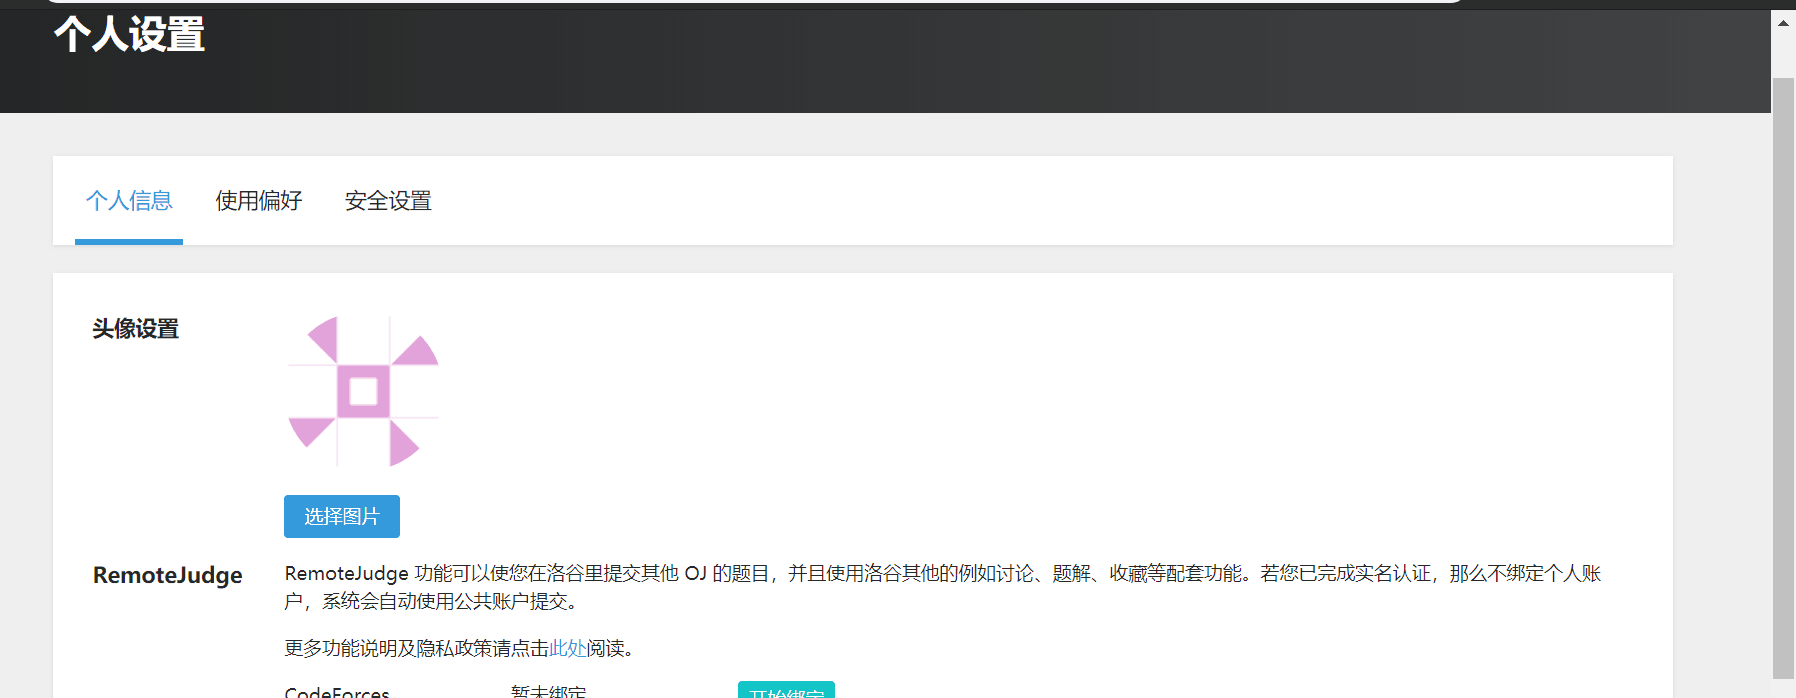 个人设置
个人信息 使用偏好 安全设置
头像设置
选择图片
RemoteJudge
RemoteJudge 功能可以使您在洛谷里提交其他 OJ 的题目，并且使用洛谷其他的例如讨论、题解、收藏等配套功能。若您已完成实名认证，那么不绑定个人账
户，系统会自动使用公共账户提交。
更多功能说明及隐私政策请点击此处阅读。
CodeForces 暂未绑定 开始绑定